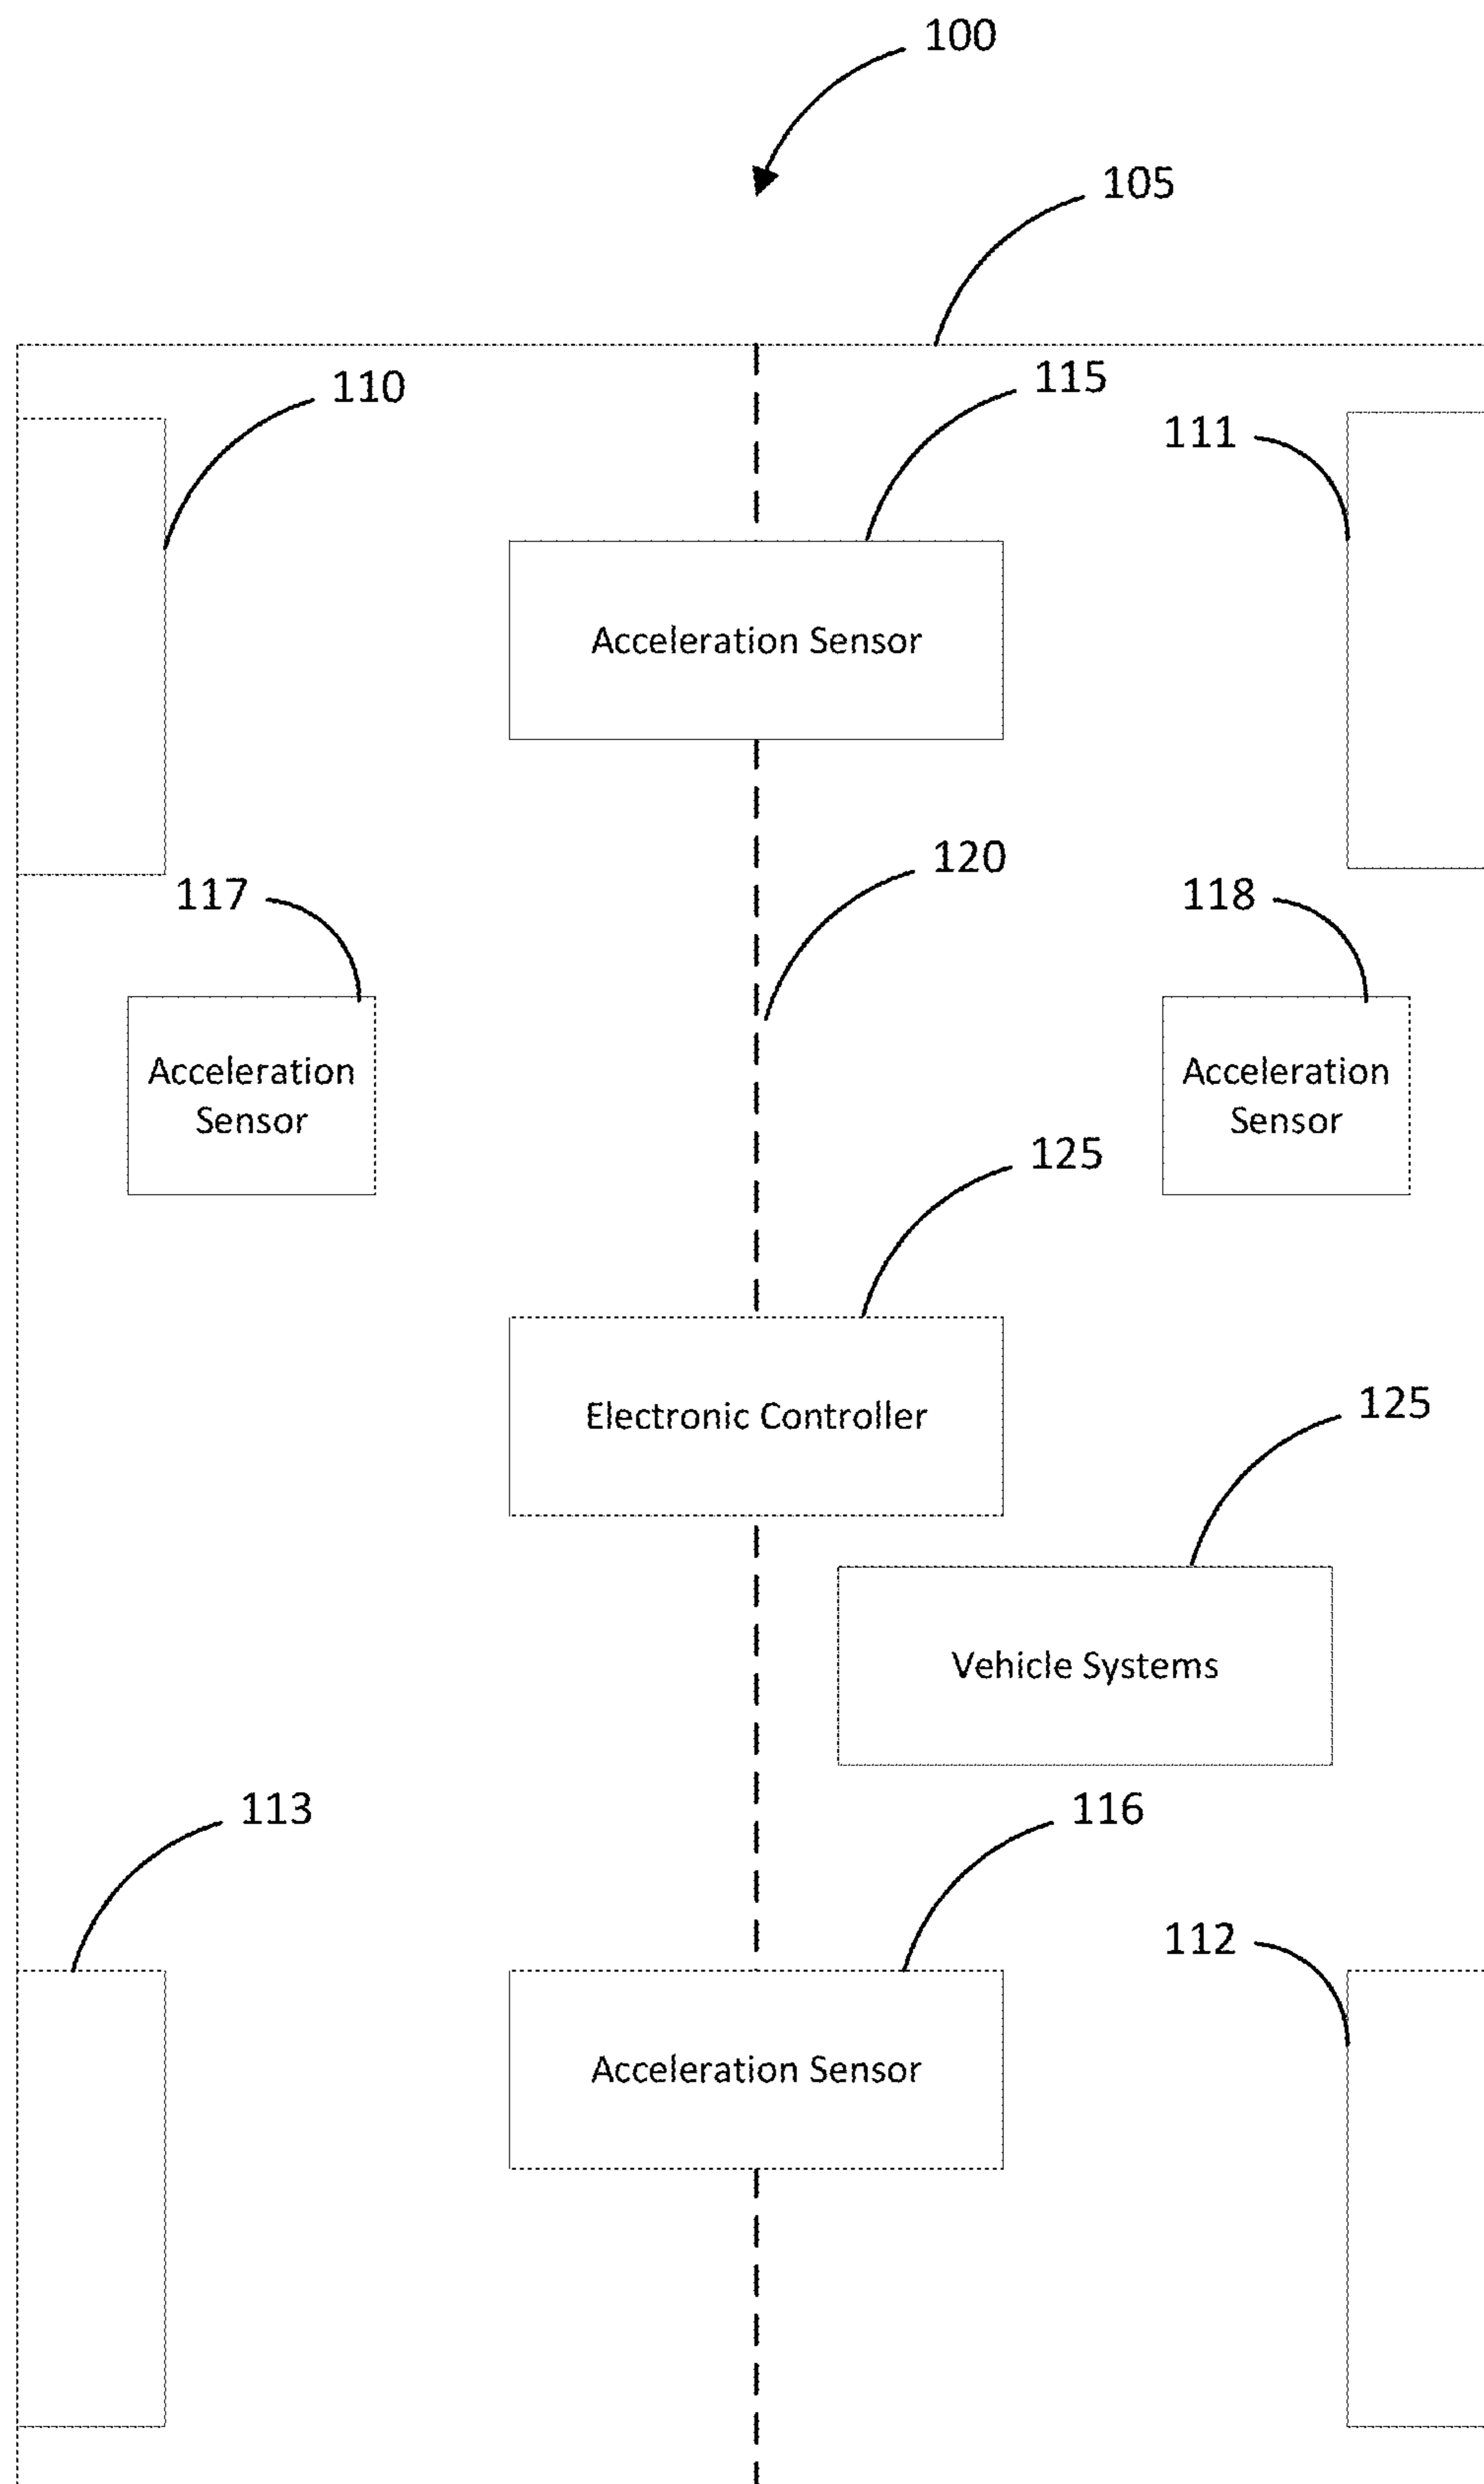 100
105
110
115
111
Acceleration Sensor
120
117
118
Acceleration
Sensor
Acceleration
Sensor
125
Electronic Controller
125
Vehicle Systems
113
116
112
Acceleration Sensor